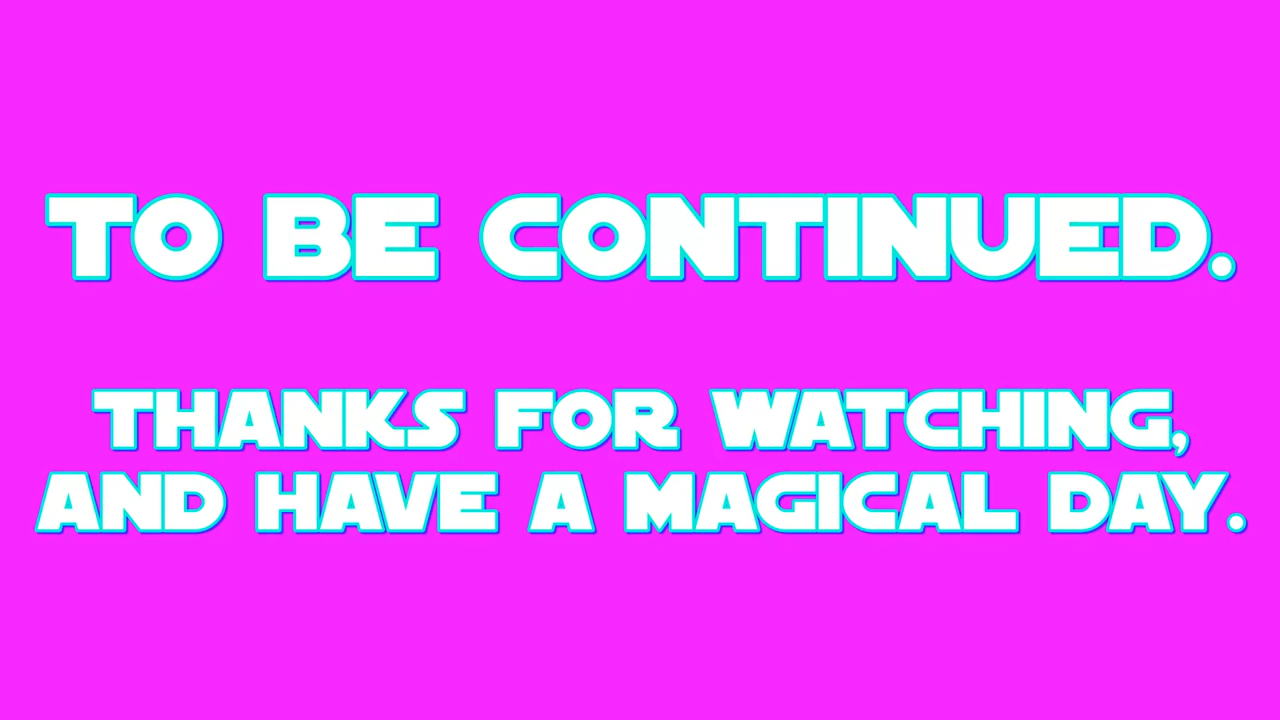 TO BE CONTINUED.
THANKS FOR WATCHING,
AND HAVE A MAGICAL DAY.